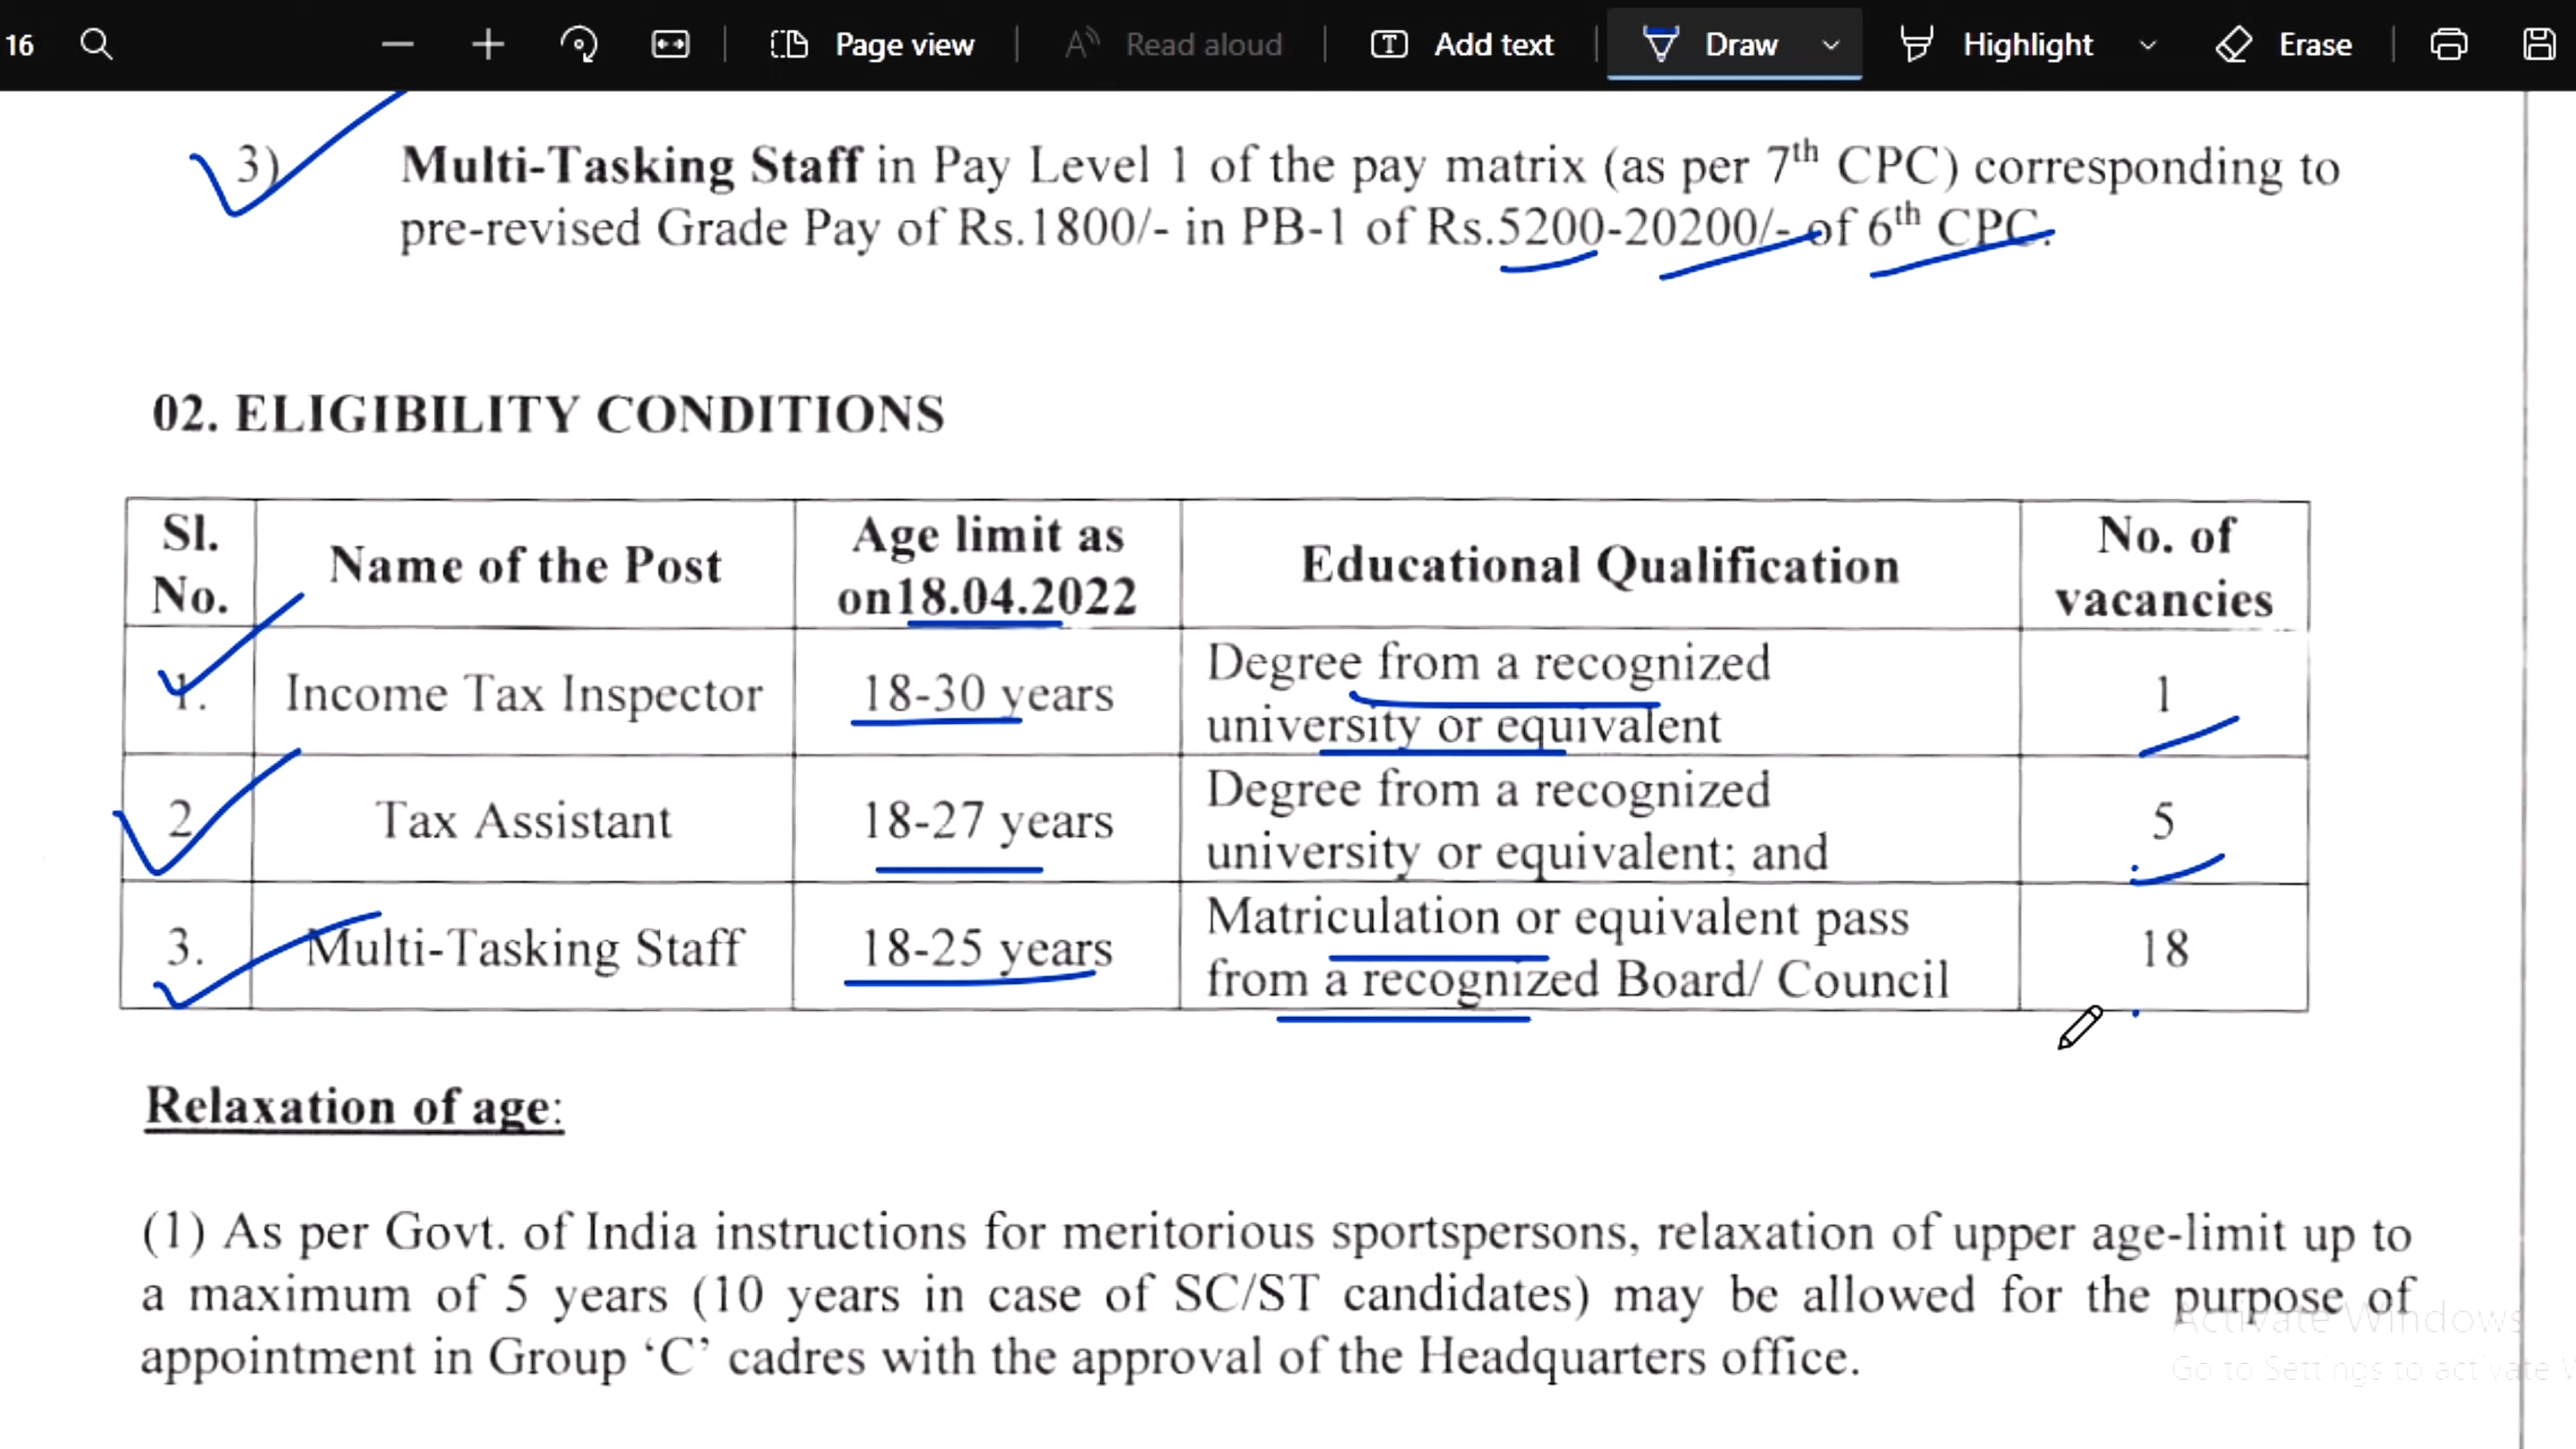 16 Page view Read aloud Add text Draw Highlight Erase
3) Multi-Tasking Staff in Pay Level 1 of the pay matrix (as per 7th CPC) corresponding to
pre-revised Grade Pay of Rs.1800/- in PB-1 of Rs.5200-20200/- of 6th CPC.
02. ELIGIBILITY CONDITIONS
Sl. No. Name of the Post Age limit as on18.04.2022 Educational Qualification No. of vacancies
1. Income Tax Inspector 18-30 years Degree from a recognized university or equivalent 1
2 Tax Assistant 18-27 years Degree from a recognized university or equivalent; and 5
3. Multi-Tasking Staff 18-25 years Matriculation or equivalent pass from a recognized Board/ Council 18
Relaxation of age:
(1) As per Govt. of India instructions for meritorious sportspersons, relaxation of upper age-limit up to
a maximum of 5 years (10 years in case of SC/ST candidates) may be allowed for the purpose of
appointment in Group ‘C’ cadres with the approval of the Headquarters office.
Activate Windows
Go to Settings to activate W